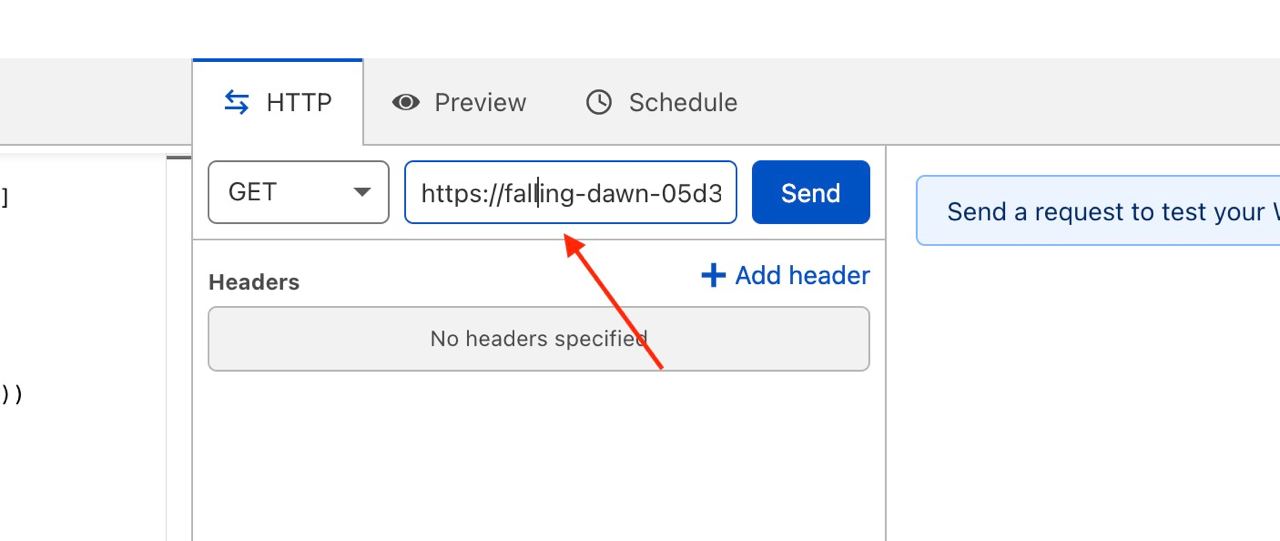 HTTP Preview Schedule
]
GET https://falling-dawn-05d3 Send
Send a request to test your
Headers + Add header
No headers specified
))